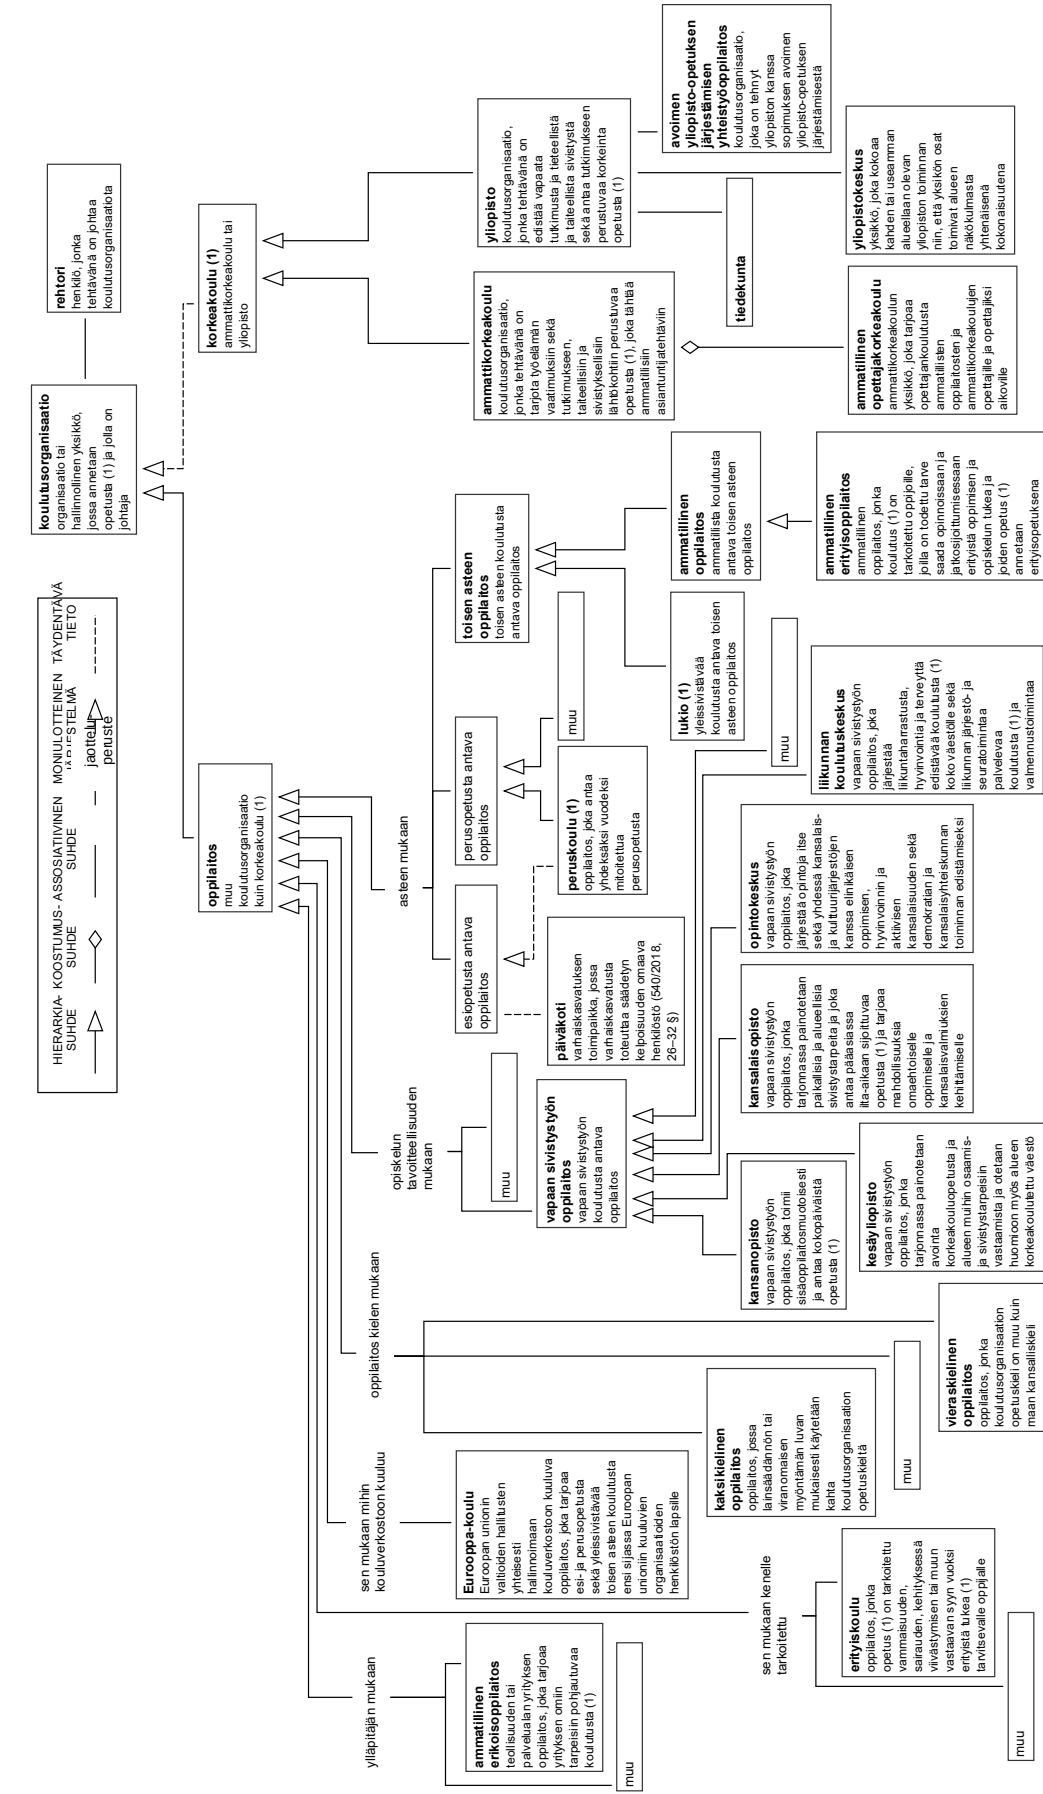 HIERARKIA-
SUHDE
KOOSTUMUS-
SUHDE
ASSOSIATIIVINEN
SUHDE
MONIULOTTEINEN
JÄRJESTELMÄ
jaottelu
peruste
TÄYDENTÄVÄ
TIETO
koulutusorganisaatio
organisaatio tai
hallinnollinen yksikkö,
jossa annetaan
opetusta (1) ja jolla on
johtaja
rehtori
henkilö, jonka
tehtävänä on johtaa
koulutusorganisaatiota
oppilaitos
muu
koulutusorganisaatio
kuin korkeakoulu (1)
korkeakoulu (1)
ammattikorkeakoulu tai
yliopisto
ylläpitäjän mukaan
sen mukaan mihin
kouluverkostoon kuuluu
oppilaitos kielen mukaan
opiskelun
tavoitteellisuuden
mukaan
asteen mukaan
ammatillinen
erikoisoppilaitos
teollisuuden tai
palvelualan yrityksen
oppilaitos, joka tarjoaa
yrityksen omiin
tarpeisiin pohjautuvaa
koulutusta (1)
muu
Eurooppa-koulu
Euroopan unionin
valtioiden hallitusten
yhteisesti
hallinnoimaan
kouluverkostoon kuuluva
oppilaitos, joka tarjoaa
esi- ja perusopetusta
sekä yleissivistävää
toisen asteen koulutusta
ensi sijassa Euroopan
unioniin kuuluvien
organisaatioiden
henkilöstön lapsille
sen mukaan kenelle
tarkoitettu
erityiskoulu
oppilaitos, jonka
opetus (1) on tarkoitettu
vammaisuuden,
sairauden, kehityksessä
viivästymisen tai muun
vastaavan syyn vuoksi
erityistä tukea (1)
tarvitsevalle oppijalle
muu
kaksikielinen
oppilaitos
oppilaitos, jossa
lainsäädännön tai
viranomaisen
myöntämän luvan
mukaisesti käytetään
kahta
koulutusorganisaation
opetuskieltä
muu
vieraskielinen
oppilaitos
oppilaitos, jonka
koulutusorganisaation
opetuskieli on muu kuin
maan kansalliskieli
vapaan sivistystyön
oppilaitos
vapaan sivistystyön
koulutusta antava
oppilaitos
muu
kansanopisto
vapaan sivistystyön
oppilaitos, joka toimii
sisäoppilaitosmuotoisesti
ja antaa kokopäiväistä
opetusta (1)
kesäyliopisto
vapaan sivistystyön
oppilaitos, jonka
tarjonnassa painotetaan
avointa
korkeakouluopetusta ja
alueen muihin osaamis-
ja sivistystarpeisiin
vastaamista ja otetaan
huomioon myös alueen
korkeakoulutettu väestö
kansalaisopisto
vapaan sivistystyön
oppilaitos, jonka
tarjonnassa painotetaan
paikallisia ja alueellisia
sivistystarpeita ja joka
antaa pääasiassa
ilta-aikaan sijoittuvaa
opetusta (1) ja tarjoaa
mahdollisuuksia
omaehtoiselle
oppimiselle ja
kansalaisvalmiuksien
kehittämiselle
opintokeskus
vapaan sivistystyön
oppilaitos, joka
järjestää opintoja itse
sekä yhdessä kansalais-
ja kulttuurijärjestöjen
kanssa elinikäisen
oppimisen,
hyvinvoinnin ja
aktiivisen
kansalaisuuden sekä
demokratian ja
kansalaisyhteiskunnan
toiminnan edistämiseksi
liikunnan
koulutuskeskus
vapaan sivistystyön
oppilaitos, joka
järjestää
liikuntaharrastusta,
hyvinvointia ja terveyttä
edistävää koulutusta (1)
koko väestölle sekä
liikunnan järjestö- ja
seuratoimintaa
palvelevaa
koulutusta (1) ja
valmennustoimintaa
muu
esiopetusta antava
oppilaitos
perusopetusta antava
oppilaitos
toisen asteen
oppilaitos
toisen asteen koulutusta
antava oppilaitos
päiväkoti
varhaiskasvatuksen
toimipaikka, jossa
varhaiskasvatusta
toteuttaa säädetyn
kelpoisuuden omaava
henkilöstö (540/2018,
26–32 §)
peruskoulu (1)
oppilaitos, joka antaa
yhdeksäksi vuodeksi
mitoitettua
perusopetusta
muu
lukio (1)
yleissivistävää
koulutusta antava toisen
asteen oppilaitos
ammatillinen
oppilaitos
ammatillista koulutusta
antava toisen asteen
oppilaitos
ammatillinen
erityisoppilaitos
ammatillinen
oppilaitos, jonka
koulutus (1) on
tarkoitettu oppijoille,
joilla on todettu tarve
saada opinnoissaan ja
jatkosijoittumisessaan
erityistä oppimisen ja
opiskelun tukea ja
joiden opetus (1)
annetaan
erityisopetuksena
ammattikorkeakoulu
koulutusorganisaatio,
jonka tehtävänä on
tarjota työelämän
vaatimuksiin sekä
tutkimukseen,
taiteellisiin ja
sivistyksellisiin
lähtökohtiin perustuvaa
opetusta (1), joka tähtää
ammatillisiin
asiantuntijatehtäviin
yliopisto
koulutusorganisaatio,
jonka tehtävänä on
edistää vapaata
tutkimusta ja tieteellistä
ja taiteellista sivistystä
sekä antaa tutkimukseen
perustuvaa korkeinta
opetusta (1)
ammatillinen
opettajakorkeakoulu
ammattikorkeakoulun
yksikkö, joka tarjoaa
opettajankoulutusta
ammatillisten
oppilaitosten ja
ammattikorkeakoulujen
opettajille ja opettajiksi
aikoville
tiedekunta
yliopistokeskus
yksikkö, joka kokoaa
kahden tai useamman
alueellaan olevan
yliopiston toiminnan
niin, että yksikön osat
toimivat alueen
näkökulmasta
yhtenäisenä
kokonaisuutena
avoimen
yliopisto-opetuksen
järjestämisen
yhteistyöoppilaitos
koulutusorganisaatio,
joka on tehnyt
yliopiston kanssa
sopimuksen avoimen
yliopisto-opetuksen
järjestämisestä